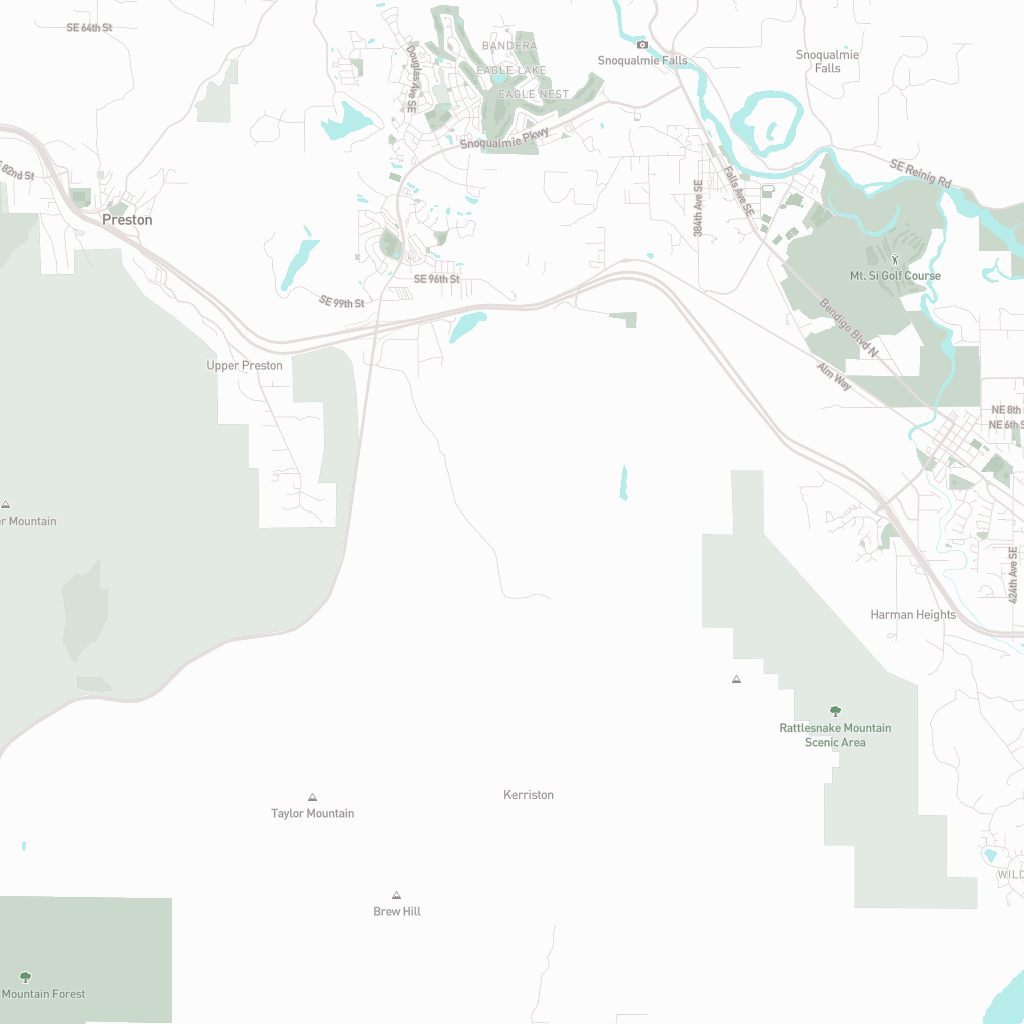 SE 64th St
BANDERA
Snoqualmie Falls
Snoqualmie
Falls
EAGLE LAKE
Douglas Ave SE
EAGLE NEST
Snoqualmie Pkwy
82nd St
SE Reinig Rd
384th Ave SE
Falls Ave SE
Preston
SE 96th St
Mt. Si Golf Course
SE 99th St
Bendigo Blvd N
Upper Preston
Alm Way
NE 8th
NE 6th S
Mountain
424th Ave SE
Harman Heights
Rattlesnake Mountain
Scenic Area
Kerriston
Taylor Mountain
WILD
Brew Hill
Mountain Forest